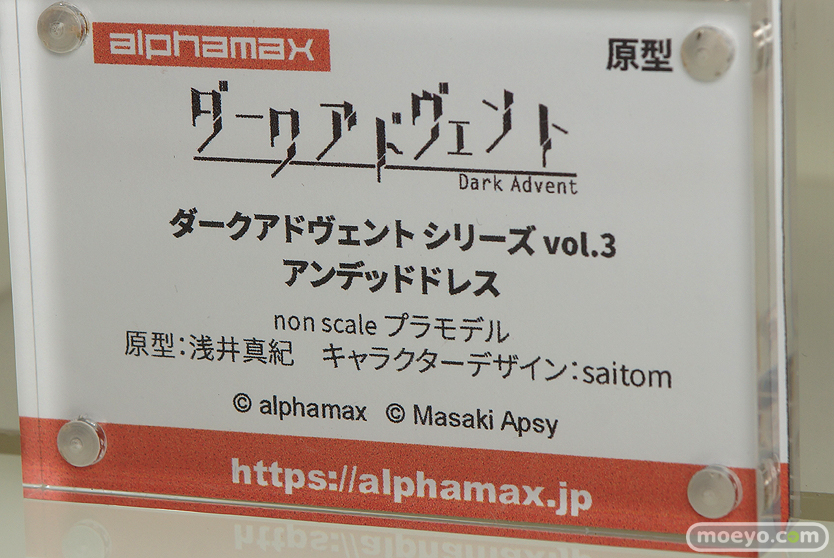 alphamax
原型
ダークアドヴェント
Dark Advent
ダークアドヴェント シリーズ vol.3
アンデッドドレス
non scale プラモデル
原型：浅井真紀　キャラクターデザイン：saitom
© alphamax © Masaki Apsy
https://alphamax.jp
moeyo.com